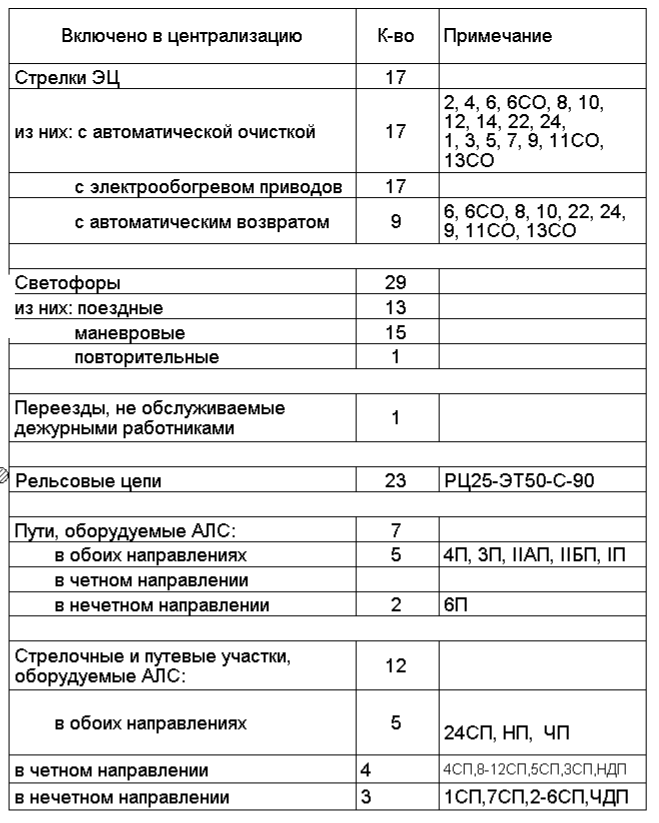 Включено в централизацию К-во Примечание
Стрелки ЭЦ 17
из них: с автоматической очисткой 17 2, 4, 6, 6СО, 8, 10,
12, 14, 22, 24,
1, 3, 5, 7, 9, 11СО,
13СО
с электрообогревом приводов 17
с автоматическим возвратом 9 6, 6СО, 8, 10, 22, 24,
9, 11СО, 13СО
Светофоры 29
из них: поездные 13
маневровые 15
повторительные 1
Переезды, не обслуживаемые
дежурными работниками 1
Рельсовые цепи 23 РЦ25-ЭТ50-С-90
Пути, оборудуемые АЛС: 7
в обоих направлениях 5 4П, 3П, IIАП, IIБП, IП
в четном направлении
в нечетном направлении 2 6П
Стрелочные и путевые участки,
оборудуемые АЛС: 12
в обоих направлениях 5 24СП, НП, ЧП
в четном направлении 4 4СП,8-12СП,5СП,3СП,НДП
в нечетном направлении 3 1СП,7СП,2-6СП,ЧДП